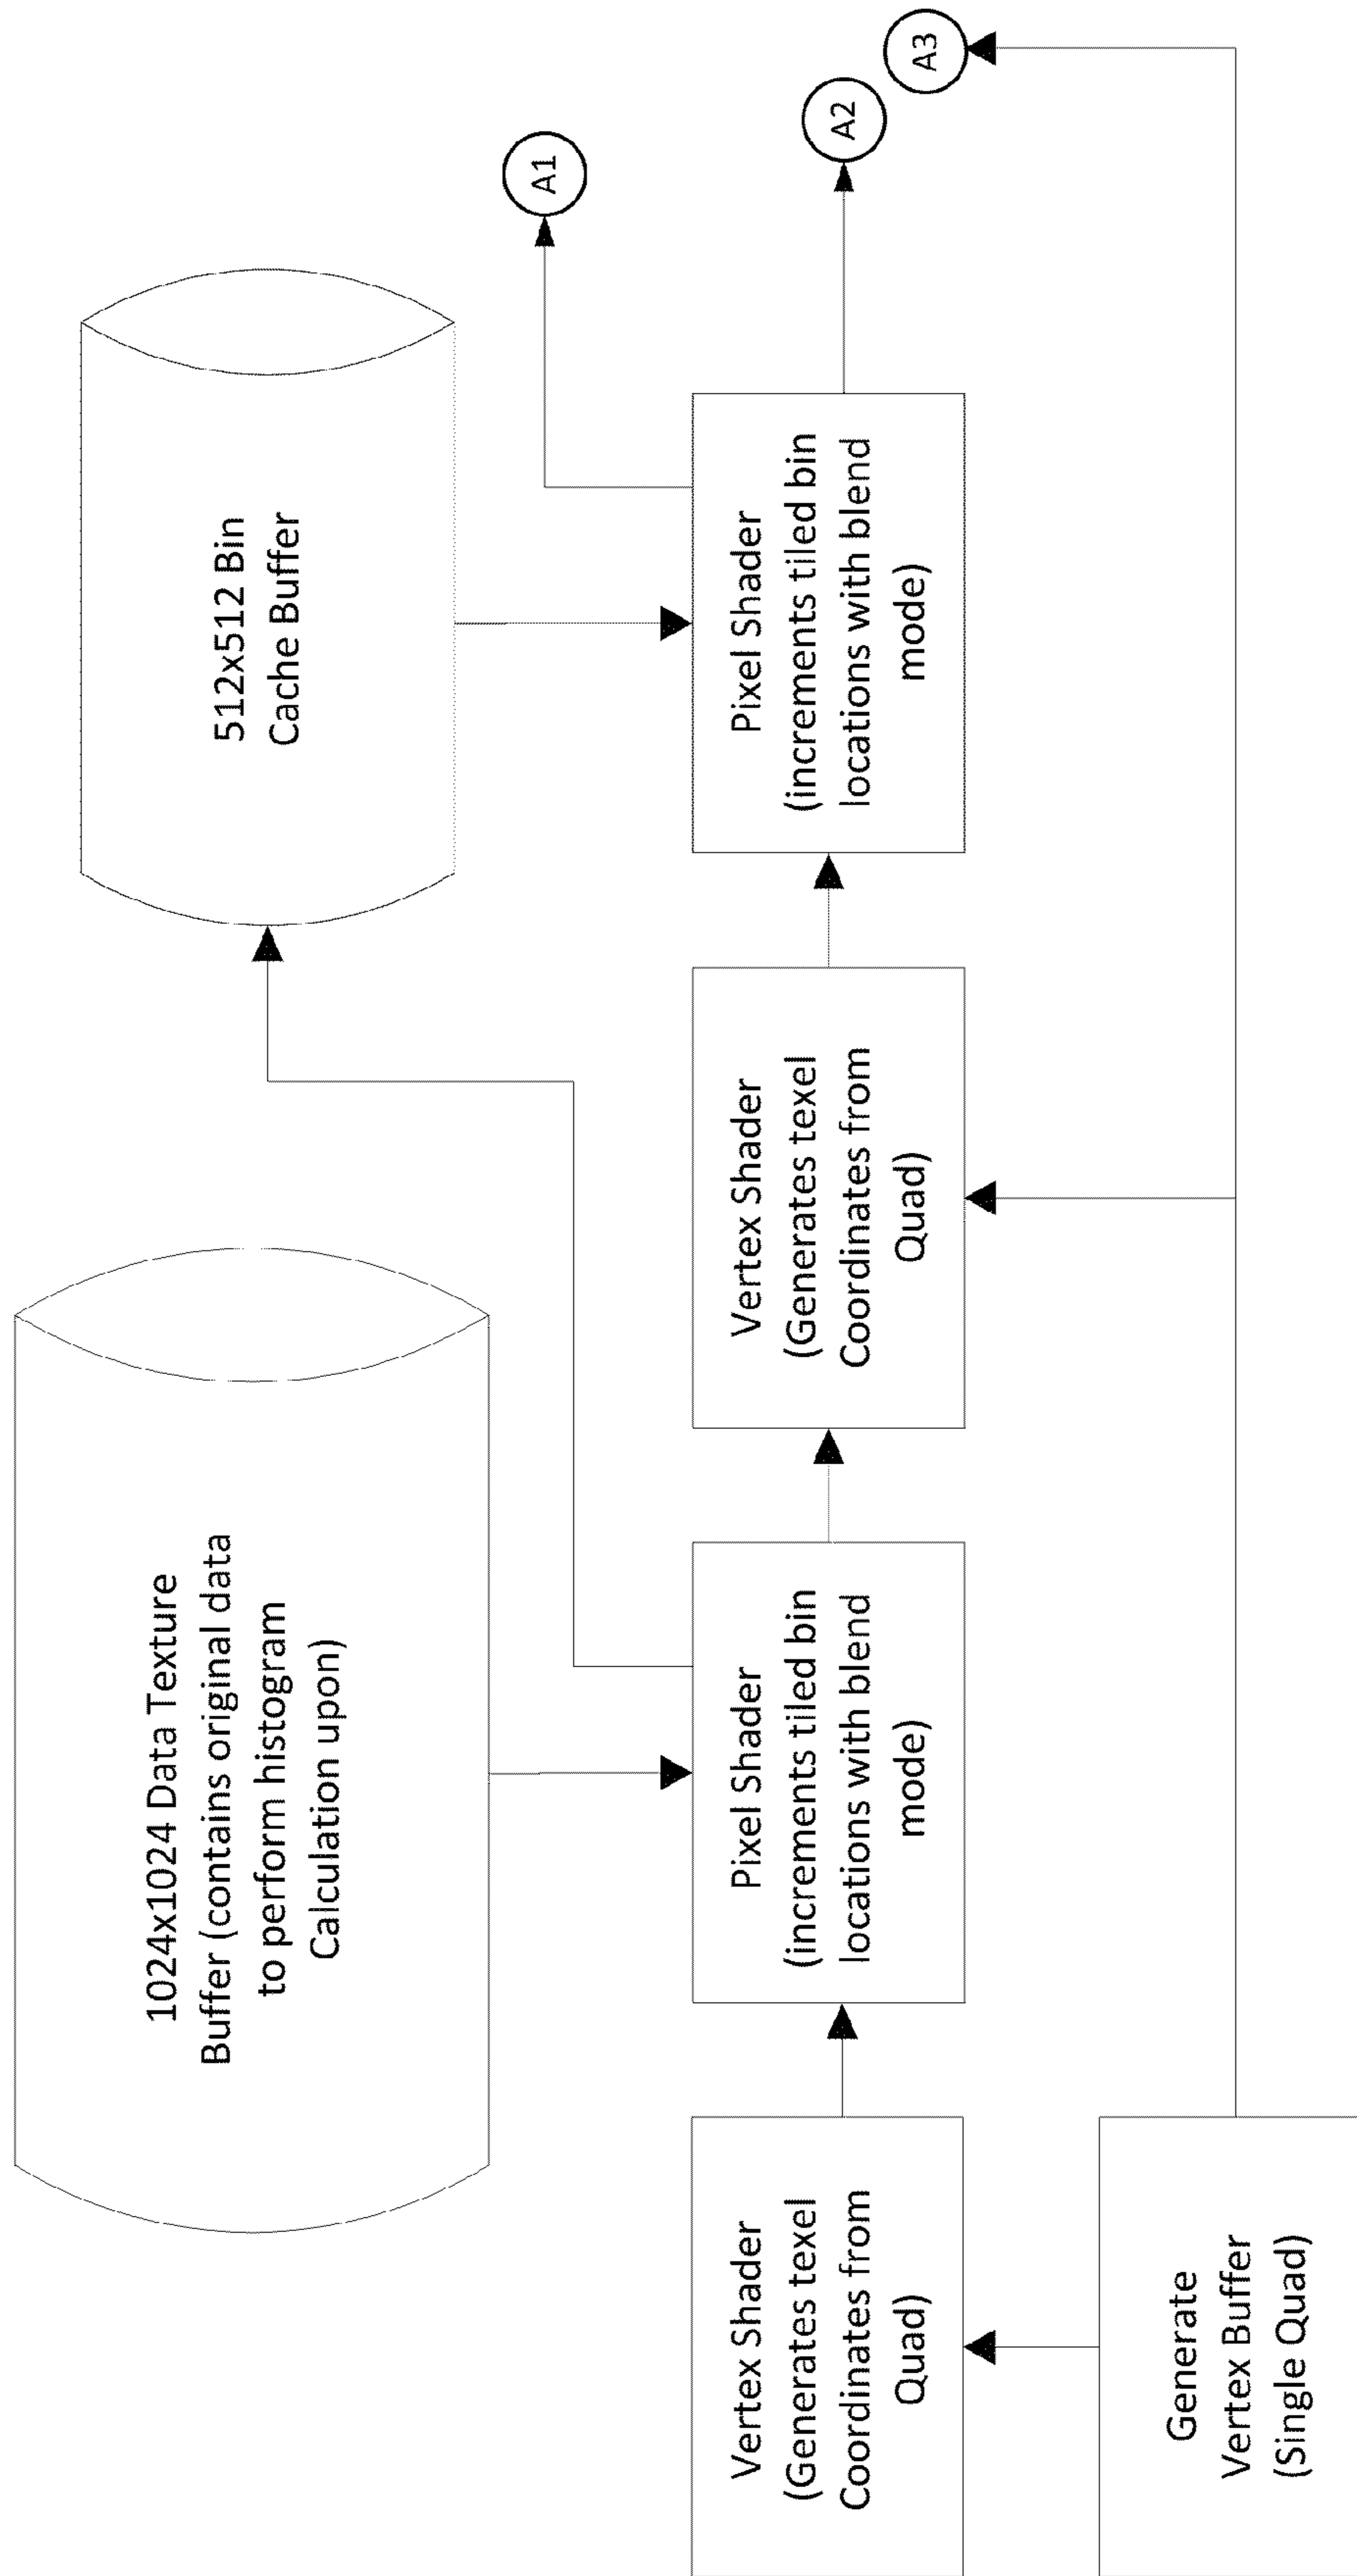 1024x1024 Data Texture
Buffer (contains original data
to perform histogram
Calculation upon)
512x512 Bin
Cache Buffer
A1
Vertex Shader
(Generates texel
Coordinates from
Quad)
Pixel Shader
(increments tiled bin
locations with blend
mode)
Vertex Shader
(Generates texel
Coordinates from
Quad)
Pixel Shader
(increments tiled bin
locations with blend
mode)
A2
A3
Generate
Vertex Buffer
(Single Quad)